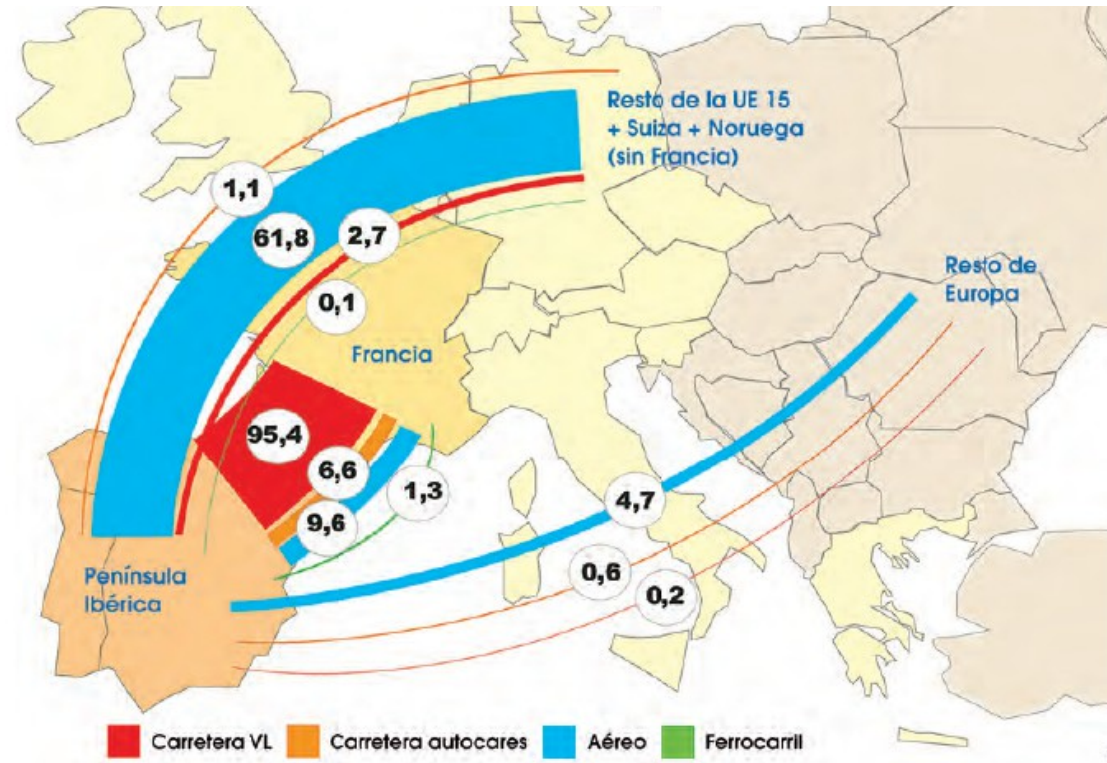 Resto de la UE 15
+ Suiza + Noruega
(sin Francia)
1,1
61,8
2,7
0,1
Resto de
Europa
Francia
95,4
6,6
1,3
9,6
4,7
Península
Ibérica
0,6
0,2
Carretera VL
Carretera autocares
Aéreo
Ferrocarril